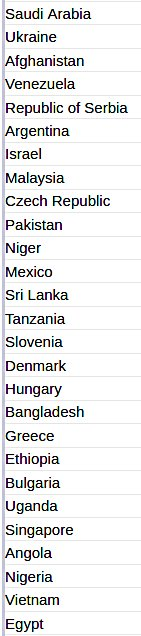 Saudi Arabia
Ukraine
Afghanistan
Venezuela
Republic of Serbia
Argentina
Israel
Malaysia
Czech Republic
Pakistan
Niger
Mexico
Sri Lanka
Tanzania
Slovenia
Denmark
Hungary
Bangladesh
Greece
Ethiopia
Bulgaria
Uganda
Singapore
Angola
Nigeria
Vietnam
Egypt